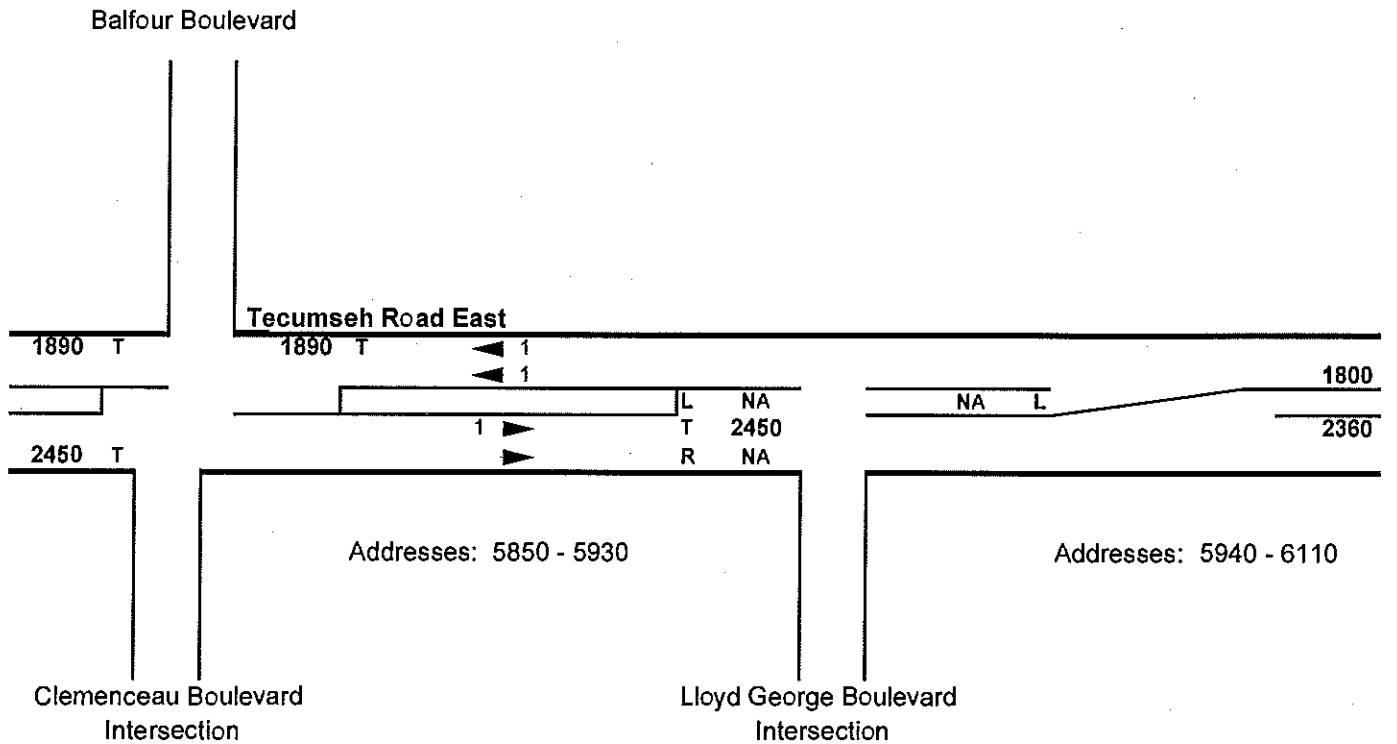 Balfour Boulevard
Tecumseh Road East
1890 T 1890 T 1
1 1800
L NA NA L
1 T 2450 2360
2450 T R NA
Addresses: 5850 - 5930 Addresses: 5940 - 6110
Clemenceau Boulevard Lloyd George Boulevard
Intersection Intersection